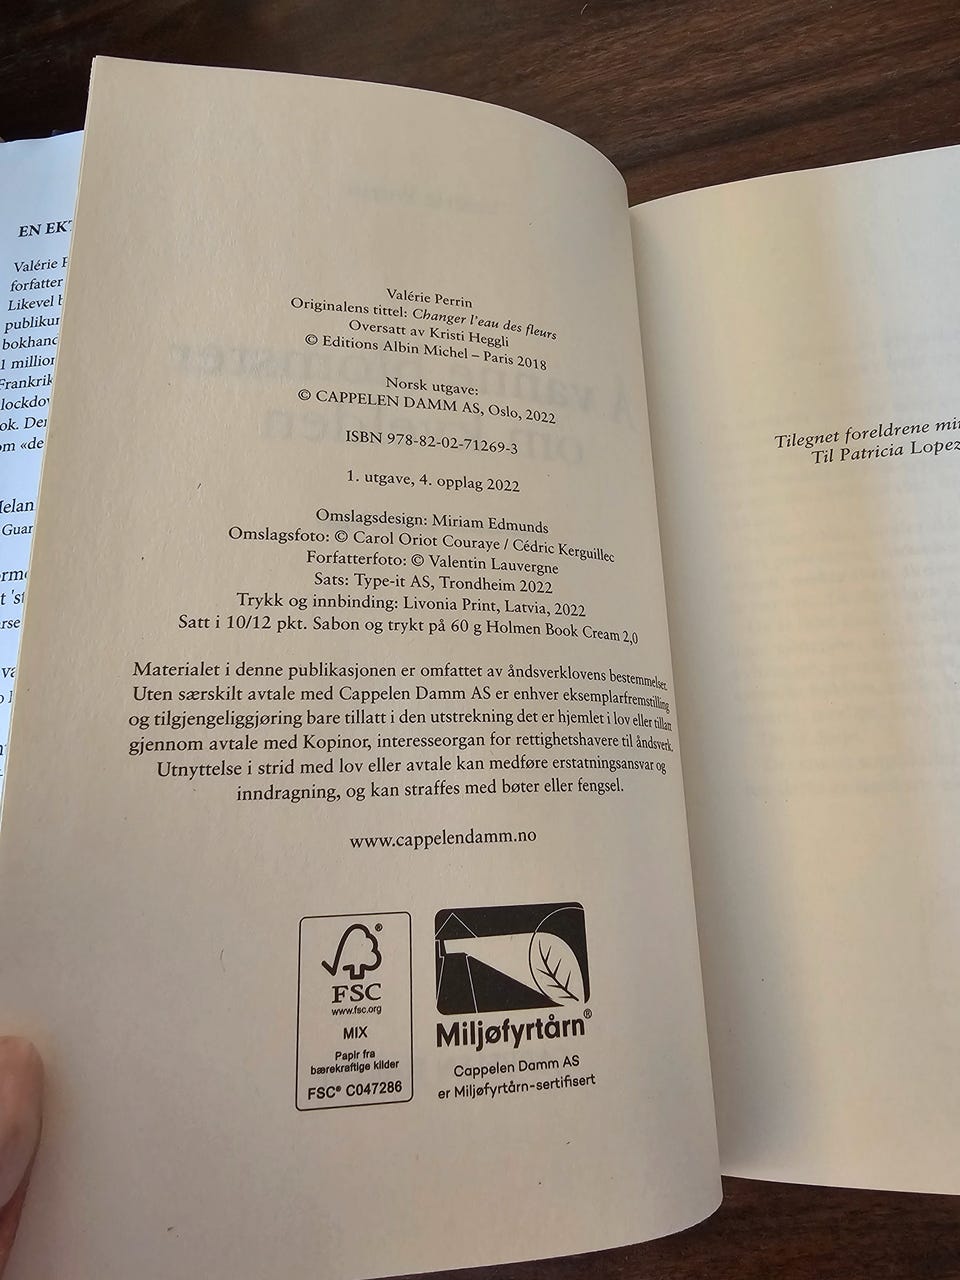 EN EK
Valérie
forfatter
Likevel
publiku
bokhand
1 million
Frankrik
lockdo
ok. De
om «de
Guar
Valérie Perrin
Originalens tittel: Changer l'eau des fleurs
Oversatt av Kristi Heggli
© Editions Albin Michel – Paris 2018
Norsk utgave:
© CAPPELEN DAMM AS, Oslo, 2022
ISBN 978-82-02-71269-3
1. utgave, 4. opplag 2022
Omslagsdesign: Miriam Edmunds
Omslagsfoto: © Carol Oriot Couraye / Cédric Kerguillec
Forfatterfoto: © Valentin Lauvergne
Sats: Type-it AS, Trondheim 2022
Trykk og innbinding: Livonia Print, Latvia, 2022
Satt i 10/12 pkt. Sabon og trykt på 60 g Holmen Book Cream 2,0
Materialet i denne publikasjonen er omfattet av åndsverklovens bestemmelser.
Uten særskilt avtale med Cappelen Damm AS er enhver eksemplarfremstilling
og tilgjengeliggjøring bare tillatt i den utstrekning det er hjemlet i lov eller tillatt
gjennom avtale med Kopinor, interesseorgan for rettighetshavere til åndsverk.
Utnyttelse i strid med lov eller avtale kan medføre erstatningsansvar og
inndragning, og kan straffes med bøter eller fengsel.
www.cappelendamm.no
FSC®
www.fsc.org
MIX
Papir fra
bærekraftige kilder
FSC® C047286
Miljøfyrtårn®
Cappelen Damm AS
er Miljøfyrtårn-sertifisert
Tilegnet foreldrene
Til Patricia Lopez